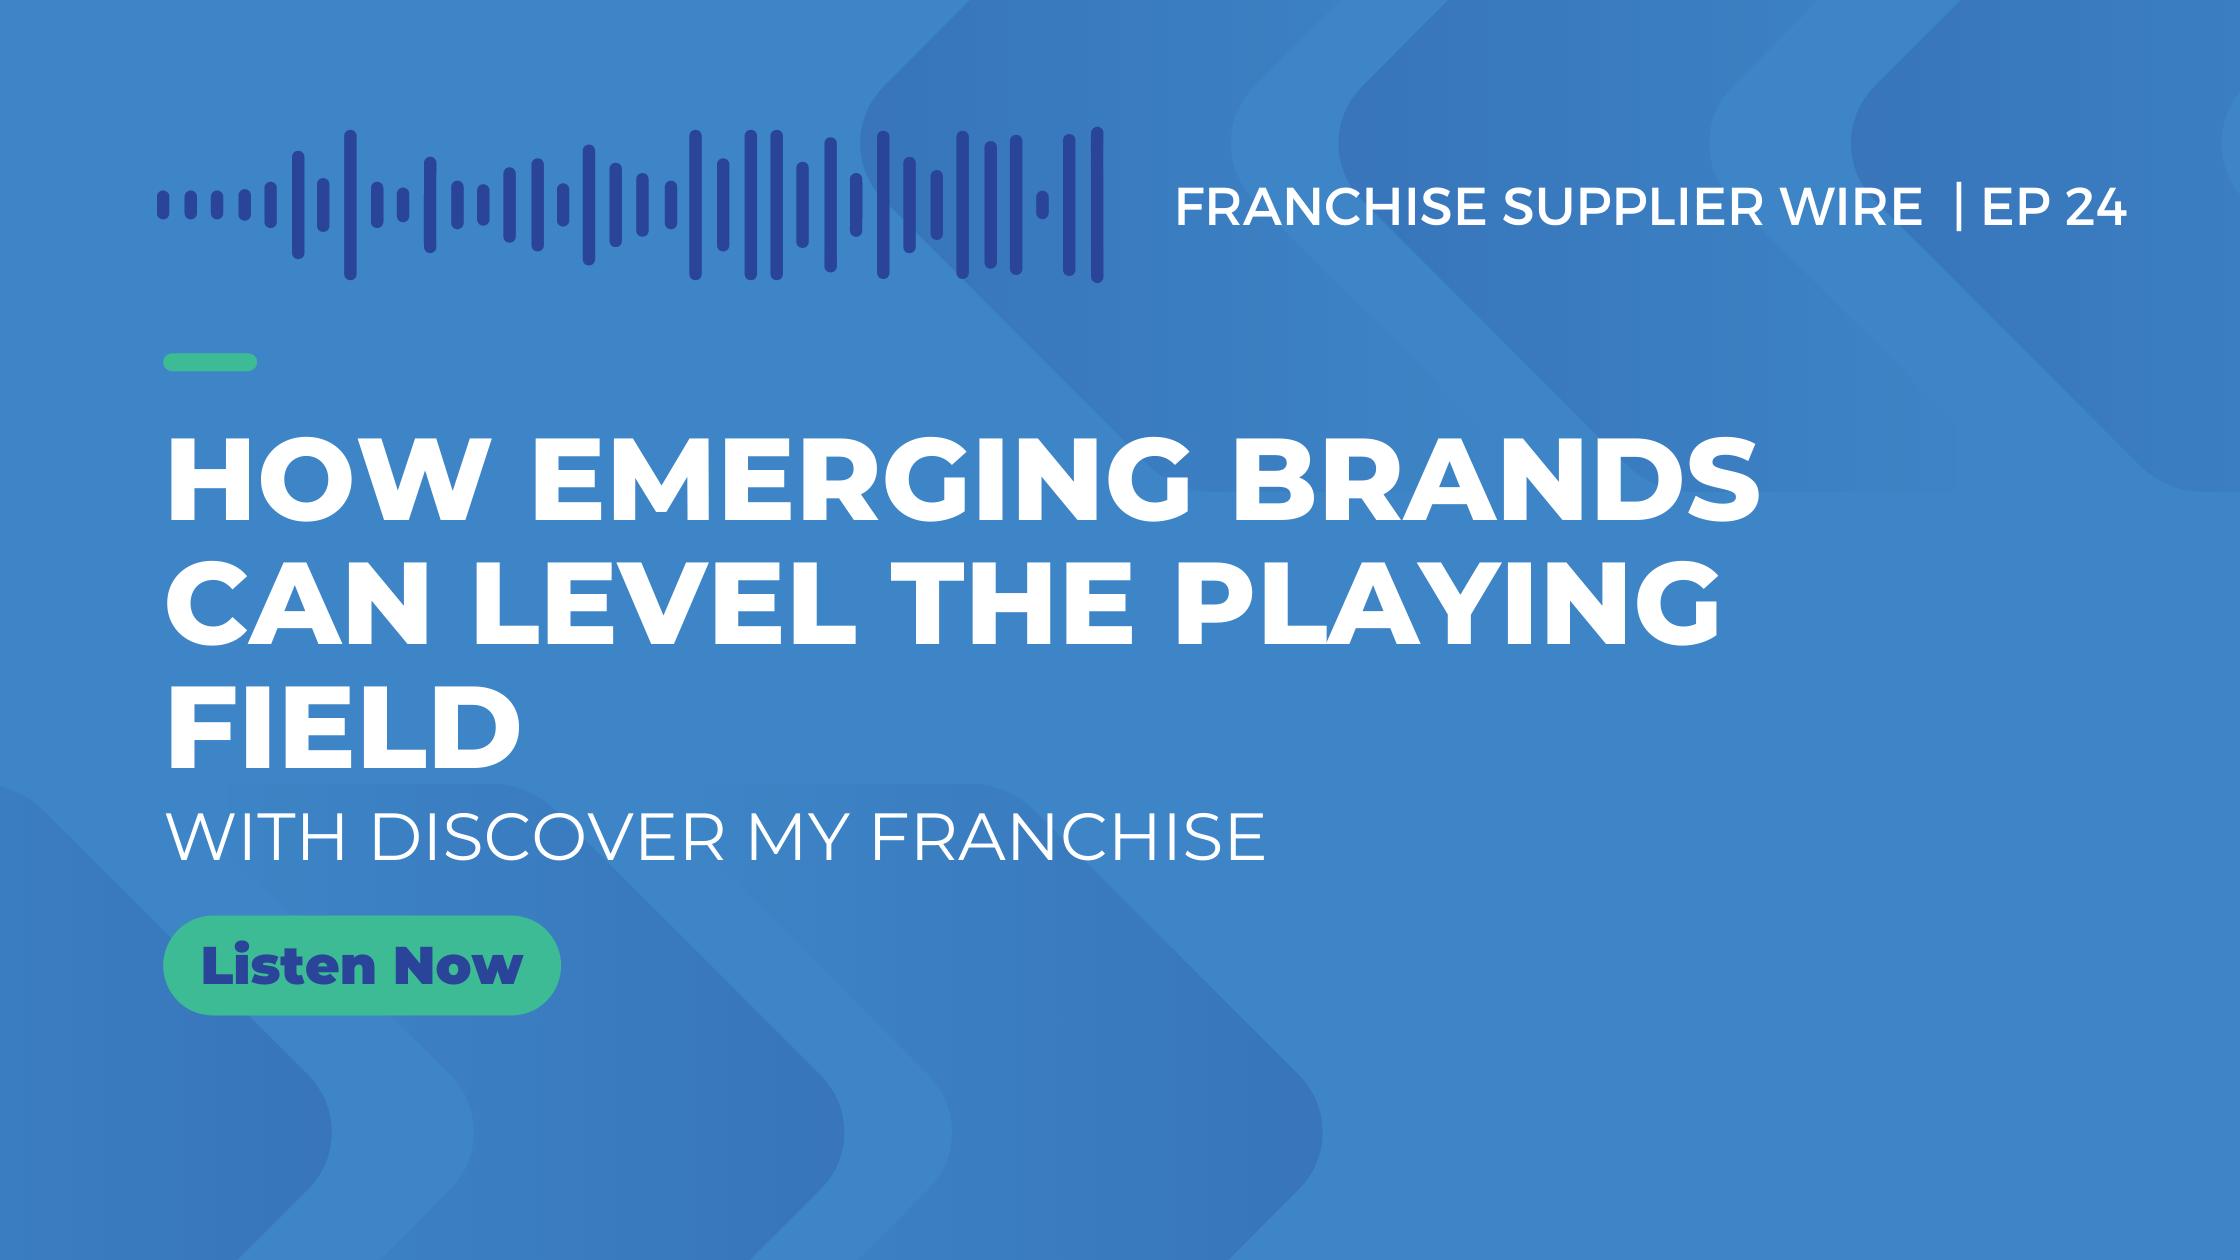 FRANCHISE SUPPLIER WIRE | EP 24
HOW EMERGING BRANDS
CAN LEVEL THE PLAYING
FIELD
WITH DISCOVER MY FRANCHISE
Listen Now